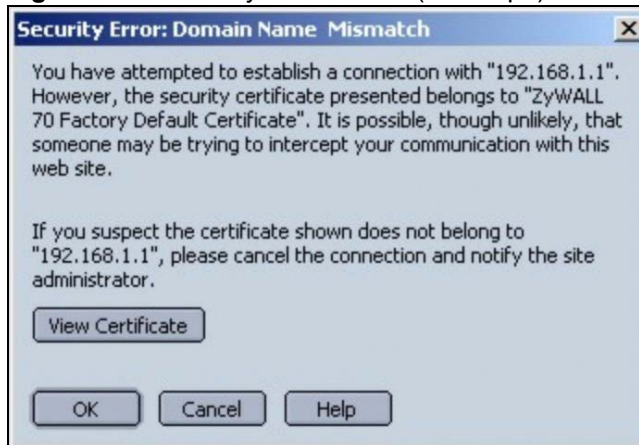 Security Error: Domain Name Mismatch
You have attempted to establish a connection with "192.168.1.1".
However, the security certificate presented belongs to "ZyWALL
70 Factory Default Certificate". It is possible, though unlikely, that
someone may be trying to intercept your communication with this
web site.
If you suspect the certificate shown does not belong to
"192.168.1.1", please cancel the connection and notify the site
administrator.
View Certificate
OK Cancel Help